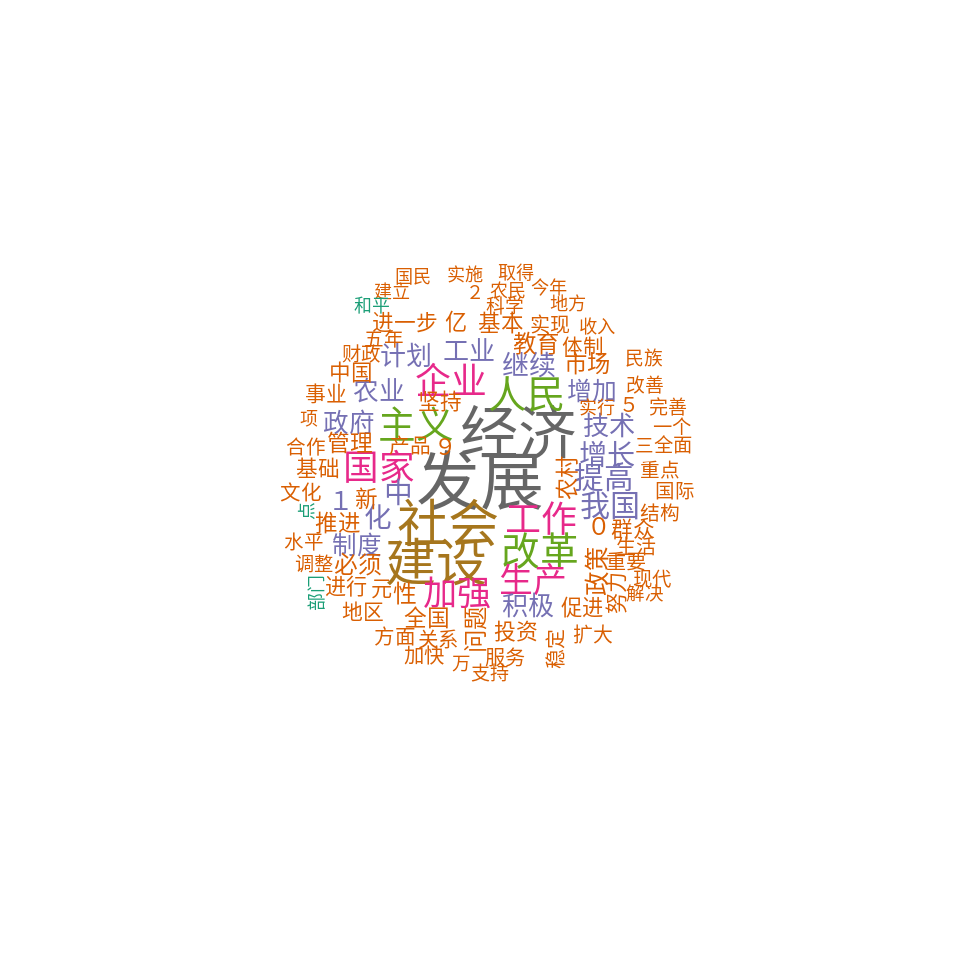 国民 实施 取得
建立 2 农民 今年
和平 科学 地方
进一步 亿 基本 实现 收入
五年 教育 体制
财政 计划 工业 继续 市场 民族
中国 企业 人民 增加 改善
事业 农业 坚持 实行 5 完善
项 政府 主义 经济 技术 一个
合作 管理 产品 9 增长 三 全面
基础 国家 发展 农村 提高 重点
文化 1 新 中 我国 国际
点 推进 化 社会 工作 0 群众 结构
水平 制度 建设 改革 生活
调整 必须 政策 重要
部门 进行 元 性 加强 生产 努力 现代 解决
地区 全国 积极 促进
方面 关系 问题 投资 稳定 扩大
加快 万 服务
支持